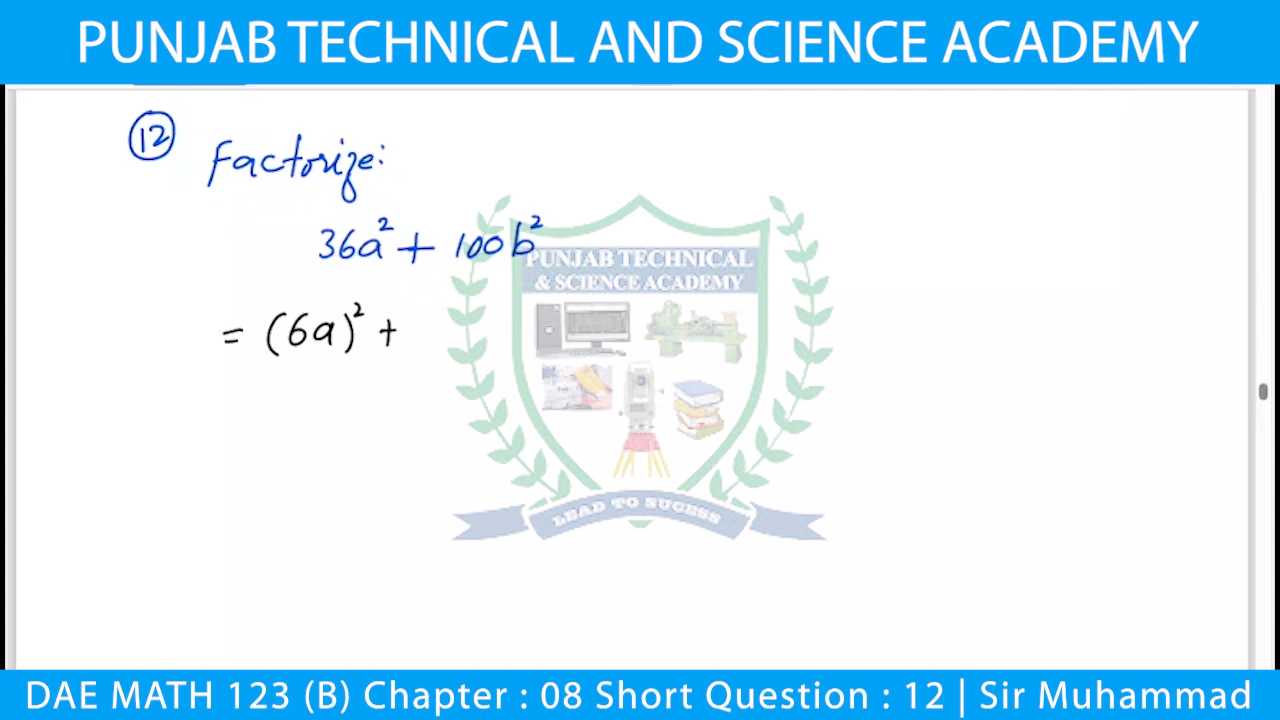 PUNJAB TECHNICAL AND SCIENCE ACADEMY
12 Factorize:
36a² + 100b²
PUNJAB TECHNICAL
& SCIENCE ACADEMY
= (6a)² +
LEAD TO SUCESS
DAE MATH 123 (B) Chapter : 08 Short Question : 12 | Sir Muhammad